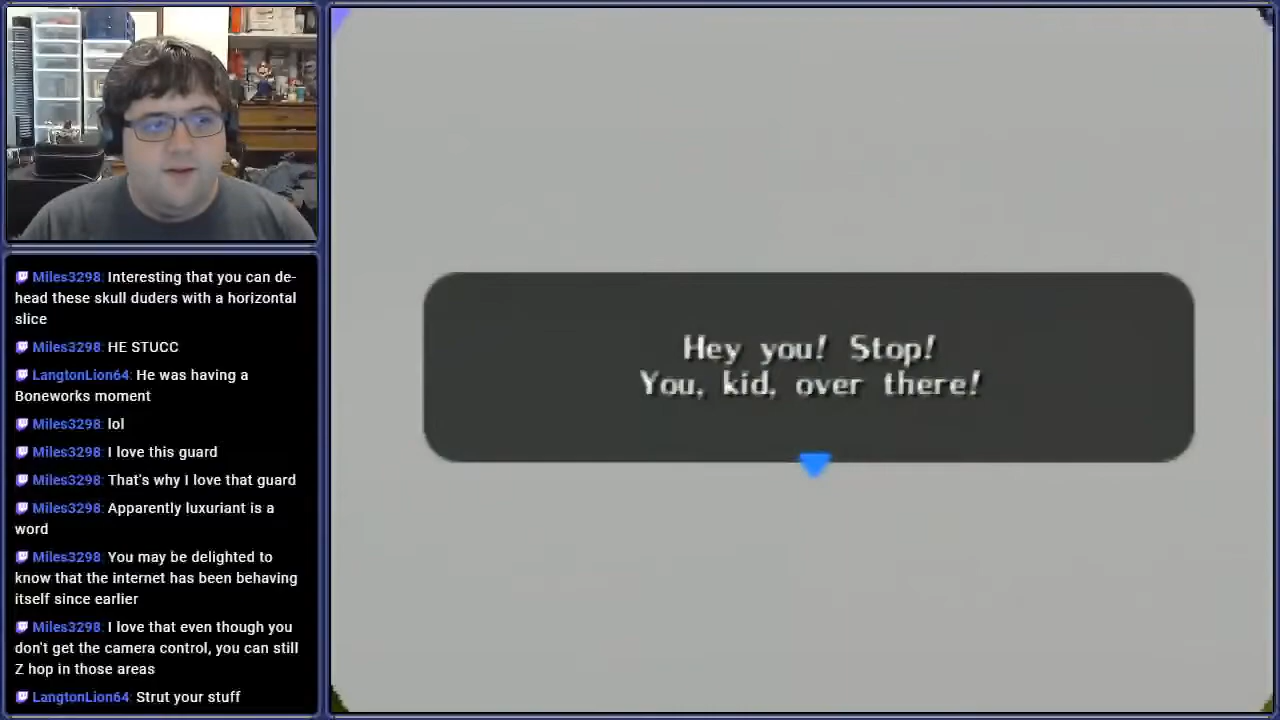 Miles3298: Interesting that you can de-
head these skull duders with a horizontal
slice
Miles3298: HE STUCC
LangtonLion64: He was having a
Boneworks moment
Miles3298: lol
Miles3298: I love this guard
Miles3298: That's why I love that guard
Miles3298: Apparently luxuriant is a
word
Miles3298: You may be delighted to
know that the internet has been behaving
itself since earlier
Miles3298: I love that even though you
don't get the camera control, you can still
Z hop in those areas
LangtonLion64: Strut your stuff
Hey you! Stop!
You, kid, over there!